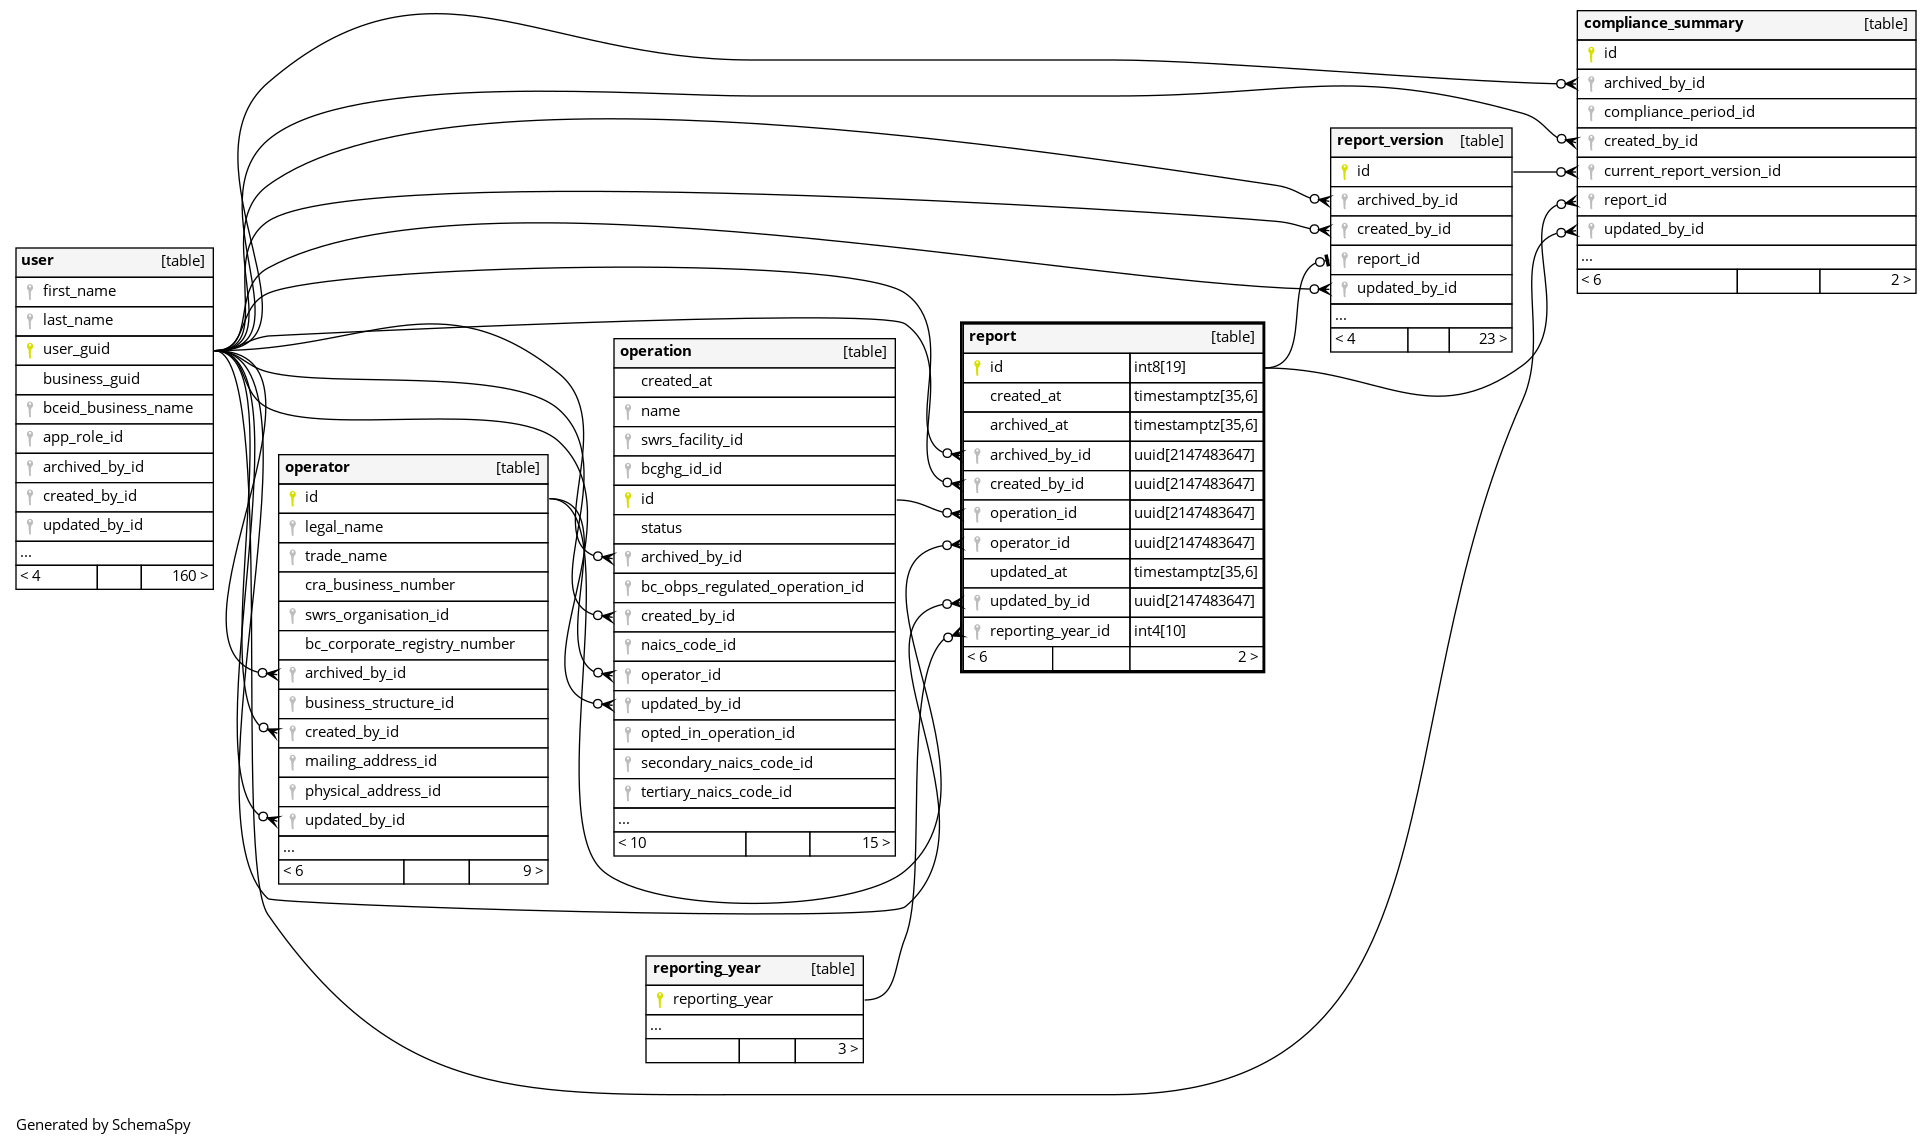 compliance_summary [table]
id
archived_by_id
compliance_period_id
created_by_id
current_report_version_id
report_id
updated_by_id
...
< 6 2 >
report_version [table]
id
archived_by_id
created_by_id
report_id
updated_by_id
...
< 4 23 >
user [table]
first_name
last_name
user_guid
business_guid
bceid_business_name
app_role_id
archived_by_id
created_by_id
updated_by_id
...
< 4 160 >
operator [table]
id
legal_name
trade_name
cra_business_number
swrs_organisation_id
bc_corporate_registry_number
archived_by_id
business_structure_id
created_by_id
mailing_address_id
physical_address_id
updated_by_id
...
< 6 9 >
operation [table]
created_at
name
swrs_facility_id
bcghg_id_id
id
status
archived_by_id
bc_obps_regulated_operation_id
created_by_id
naics_code_id
operator_id
updated_by_id
opted_in_operation_id
secondary_naics_code_id
tertiary_naics_code_id
...
< 10 15 >
report [table]
id int8[19]
created_at timestamptz[35,6]
archived_at timestamptz[35,6]
archived_by_id uuid[2147483647]
created_by_id uuid[2147483647]
operation_id uuid[2147483647]
operator_id uuid[2147483647]
updated_at timestamptz[35,6]
updated_by_id uuid[2147483647]
reporting_year_id int4[10]
< 6 2 >
reporting_year [table]
reporting_year
...
3 >
Generated by SchemaSpy